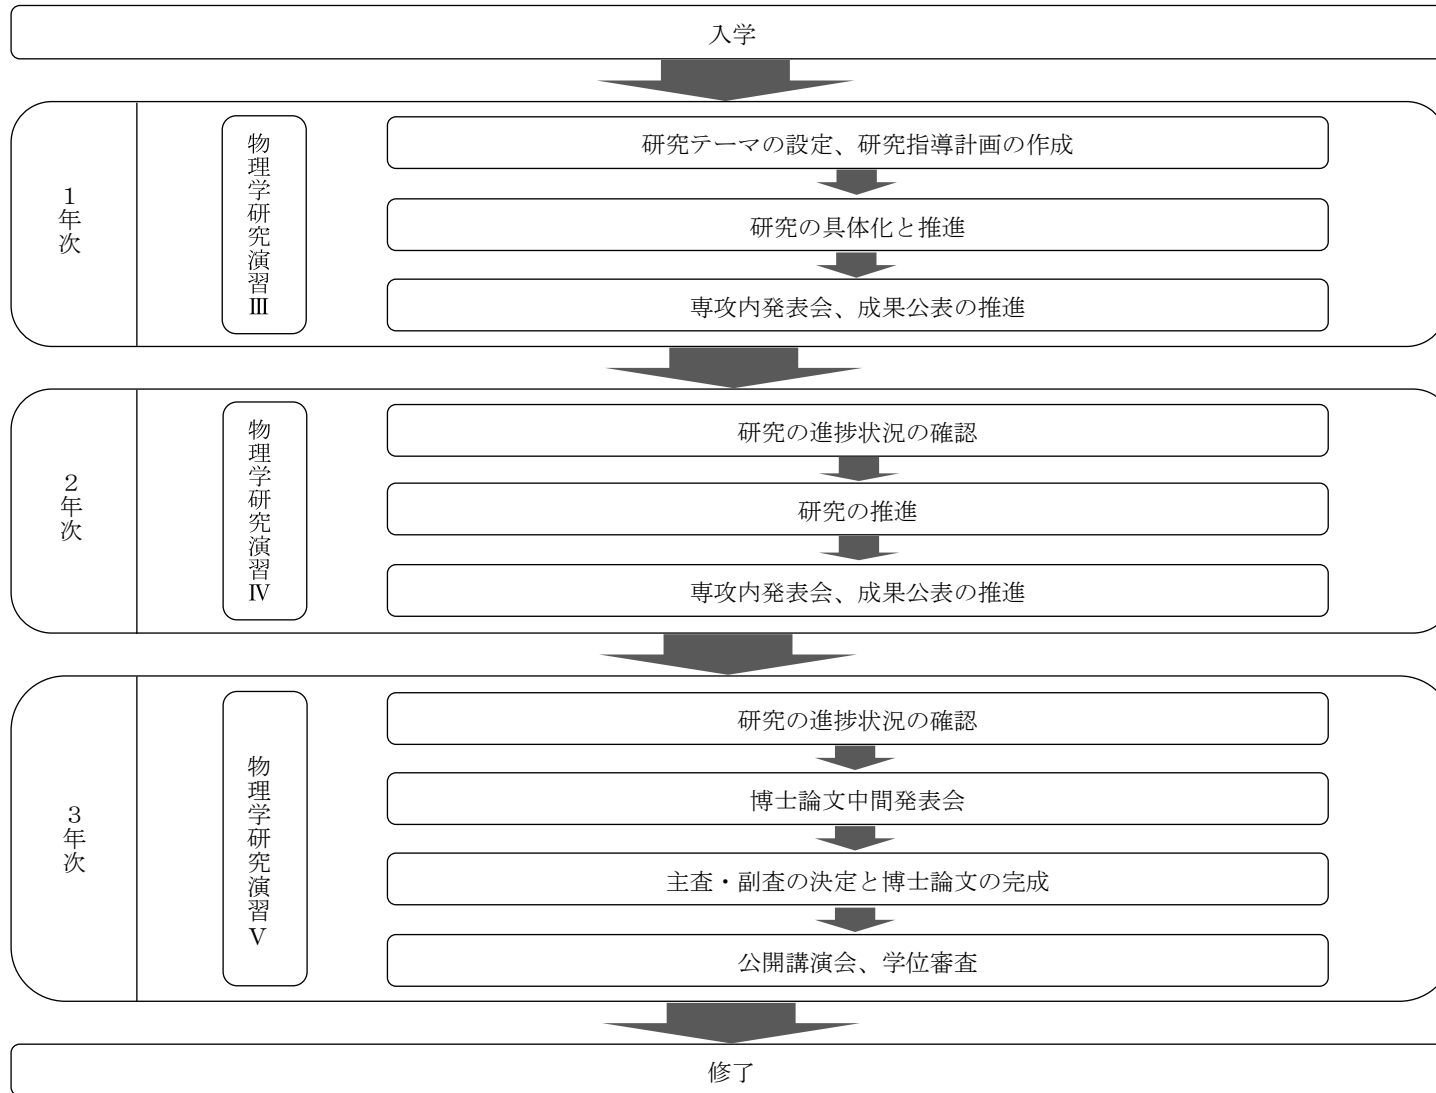 入学
1年次
物理学研究演習Ⅲ
研究テーマの設定、研究指導計画の作成
研究の具体化と推進
専攻内発表会、成果公表の推進
2年次
物理学研究演習Ⅳ
研究の進捗状況の確認
研究の推進
専攻内発表会、成果公表の推進
3年次
物理学研究演習Ⅴ
研究の進捗状況の確認
博士論文中間発表会
主査・副査の決定と博士論文の完成
公開講演会、学位審査
修了